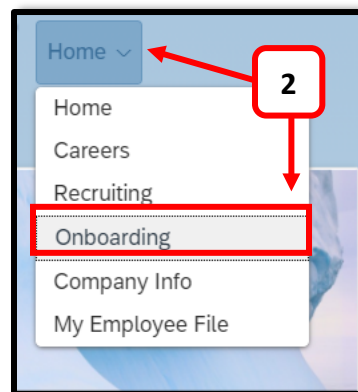 Home
2
Home
Careers
Recruiting
Onboarding
Company Info
My Employee File